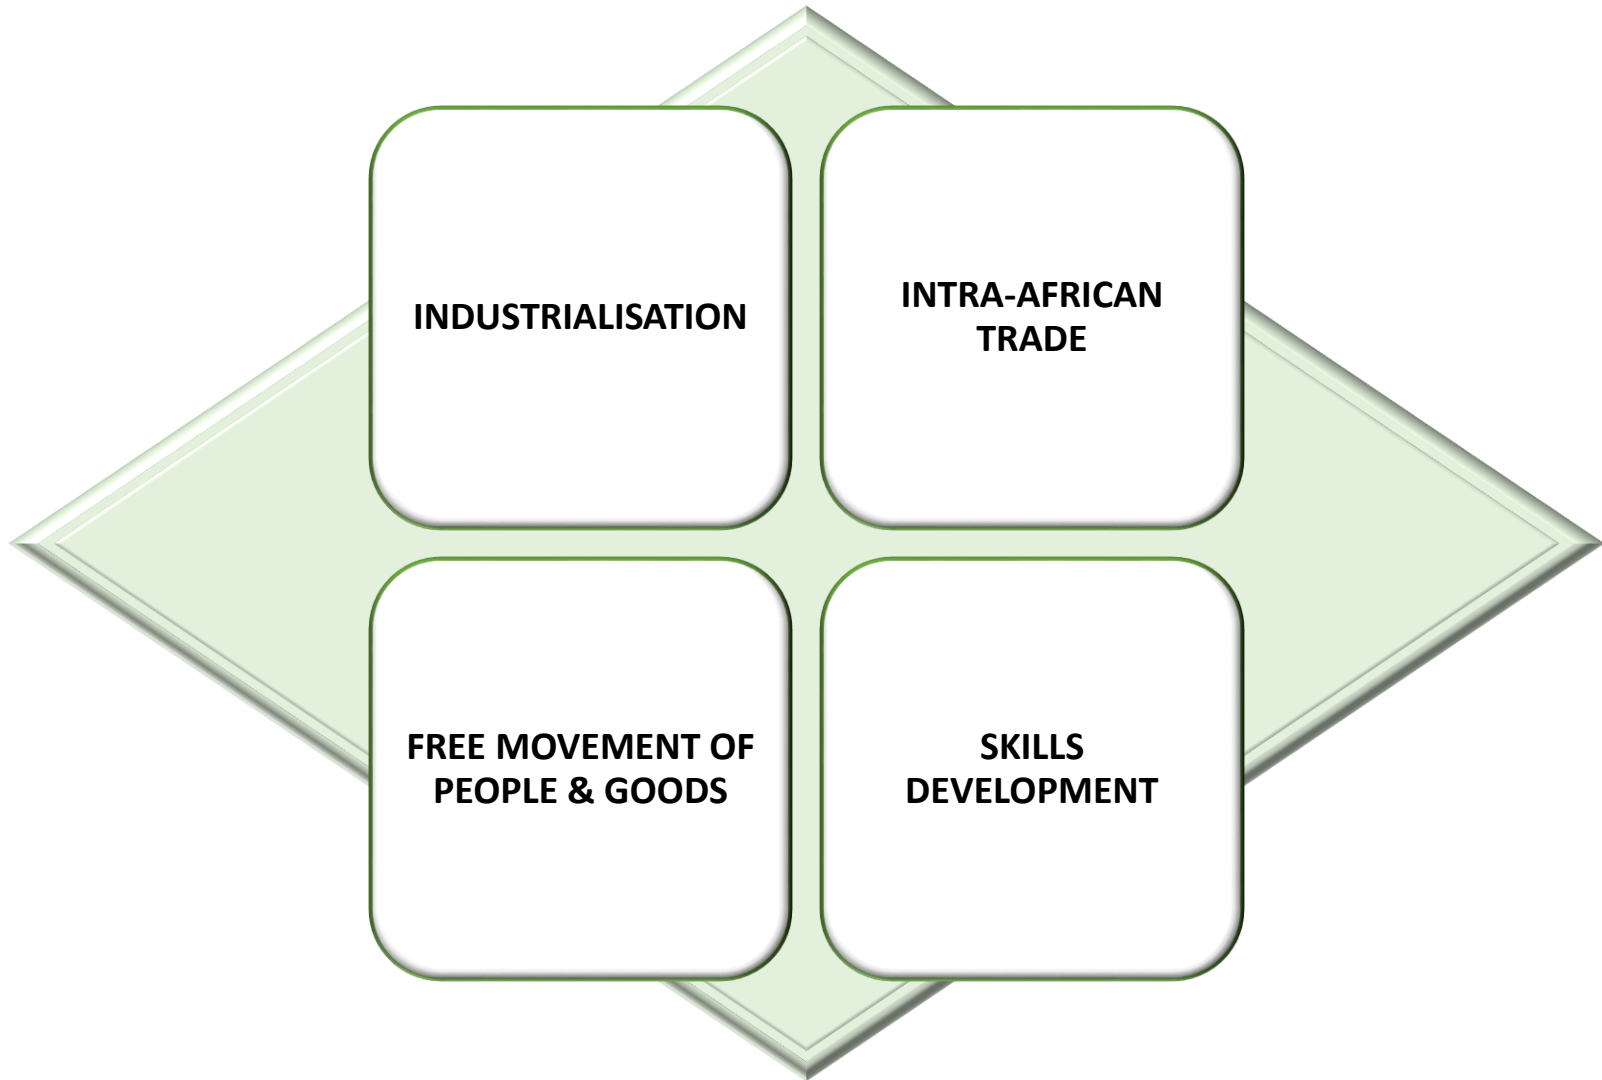 INDUSTRIALISATION
INTRA-AFRICAN
TRADE
FREE MOVEMENT OF
PEOPLE & GOODS
SKILLS
DEVELOPMENT